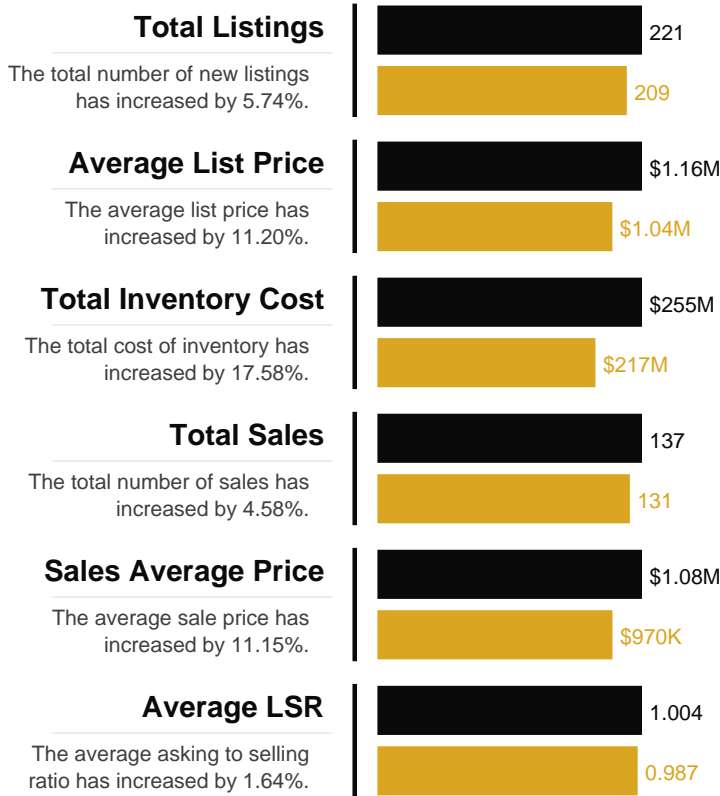 Total Listings
The total number of new listings
has increased by 5.74%.
221
209
Average List Price
The average list price has
increased by 11.20%.
$1.16M
$1.04M
Total Inventory Cost
The total cost of inventory has
increased by 17.58%.
$255M
$217M
Total Sales
The total number of sales has
increased by 4.58%.
137
131
Sales Average Price
The average sale price has
increased by 11.15%.
$1.08M
$970K
Average LSR
The average asking to selling
ratio has increased by 1.64%.
1.004
0.987